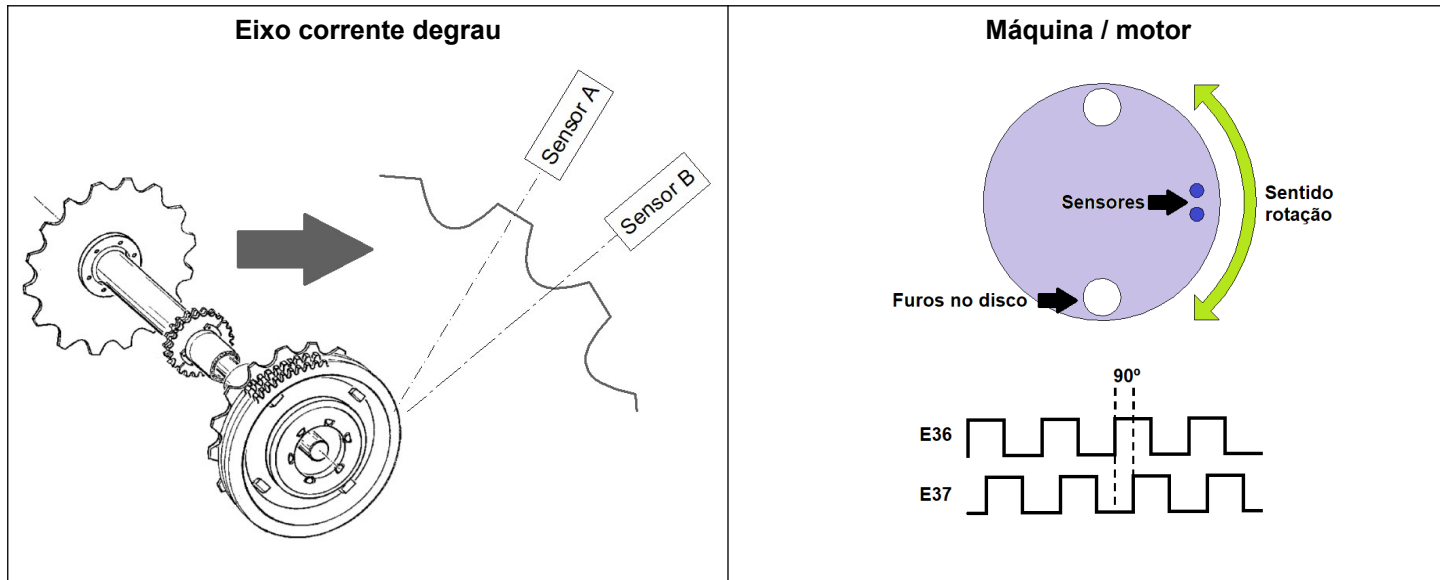 Eixo corrente degrau
Sensor A
Sensor B
Máquina / motor
Sensores
Sentido
rotação
Furos no disco
90º
E36
E37